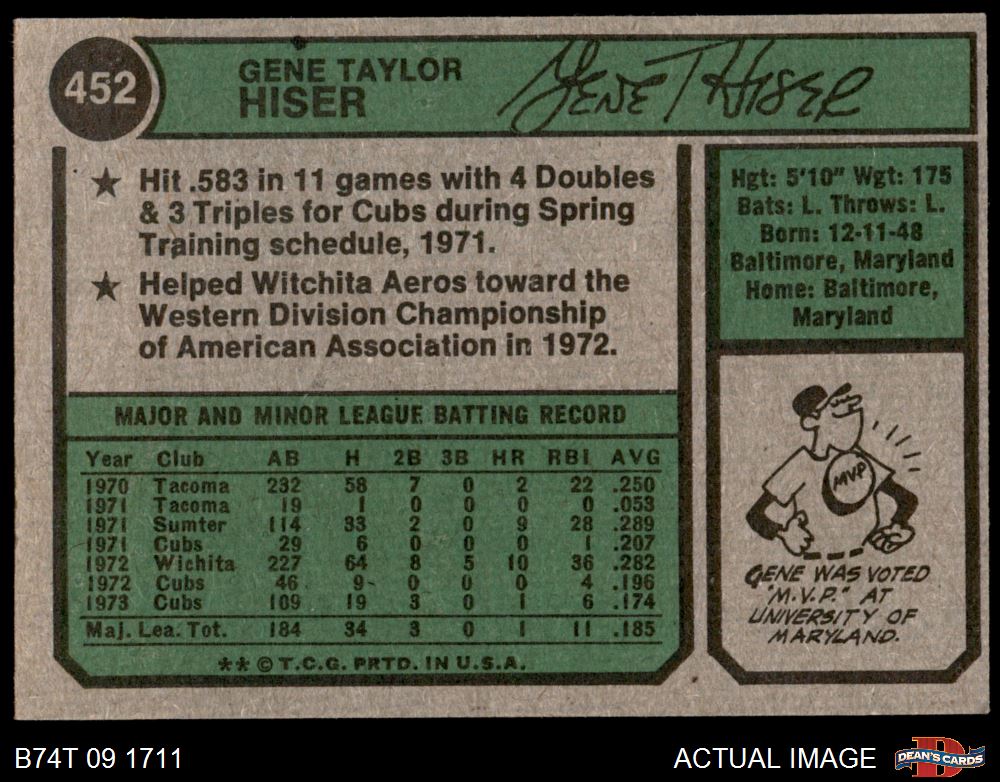 452
GENE TAYLOR
HISER
Gene T Hiser
★ Hit .583 in 11 games with 4 Doubles
& 3 Triples for Cubs during Spring
Training schedule, 1971.
★ Helped Witchita Aeros toward the
Western Division Championship
of American Association in 1972.
Hgt: 5'10" Wgt: 175
Bats: L. Throws: L.
Born: 12-11-48
Baltimore, Maryland
Home: Baltimore,
Maryland
MAJOR AND MINOR LEAGUE BATTING RECORD
Year Club AB H 2B 3B HR RBI AVG
1970 Tacoma 232 58 7 0 2 22 .250
1971 Tacoma 19 1 0 0 0 0 .053
1971 Sumter 114 33 2 0 9 28 .289
1971 Cubs 29 6 0 0 0 1 .207
1972 Wichita 227 64 8 5 10 36 .282
1972 Cubs 46 9 0 0 0 4 .196
1973 Cubs 109 19 3 0 1 6 .174
Maj. Lea. Tot. 184 34 3 0 1 11 .185
** © T.C.G. PRTD. IN U.S.A.
MVP
GENE WAS VOTED
"M.V.P." AT
UNIVERSITY OF
MARYLAND.
B74T 09 1711
ACTUAL IMAGE
D
DEAN'S CARDS